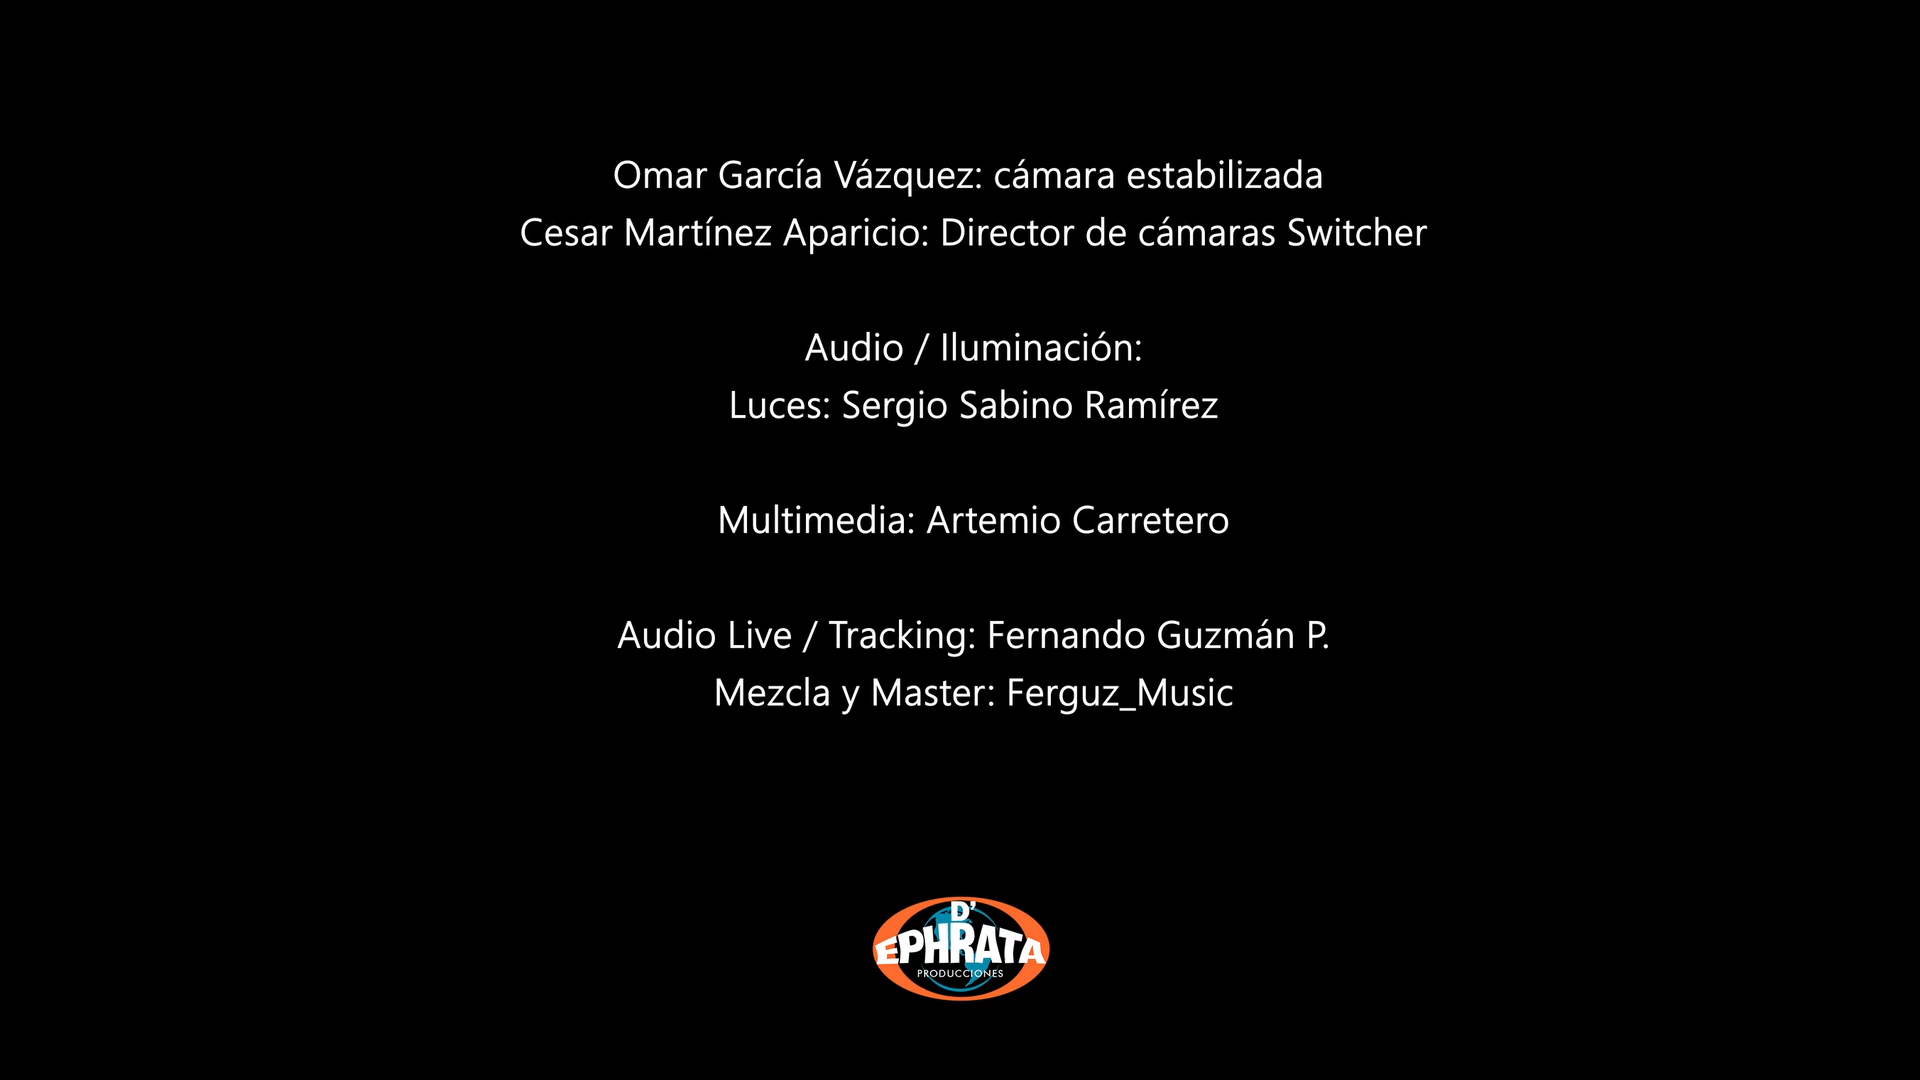 Omar García Vázquez: cámara estabilizada
Cesar Martínez Aparicio: Director de cámaras Switcher
Audio / Iluminación:
Luces: Sergio Sabino Ramírez
Multimedia: Artemio Carretero
Audio Live / Tracking: Fernando Guzmán P.
Mezcla y Master: Ferguz_Music
D'
EPHRATA
PRODUCCIONES